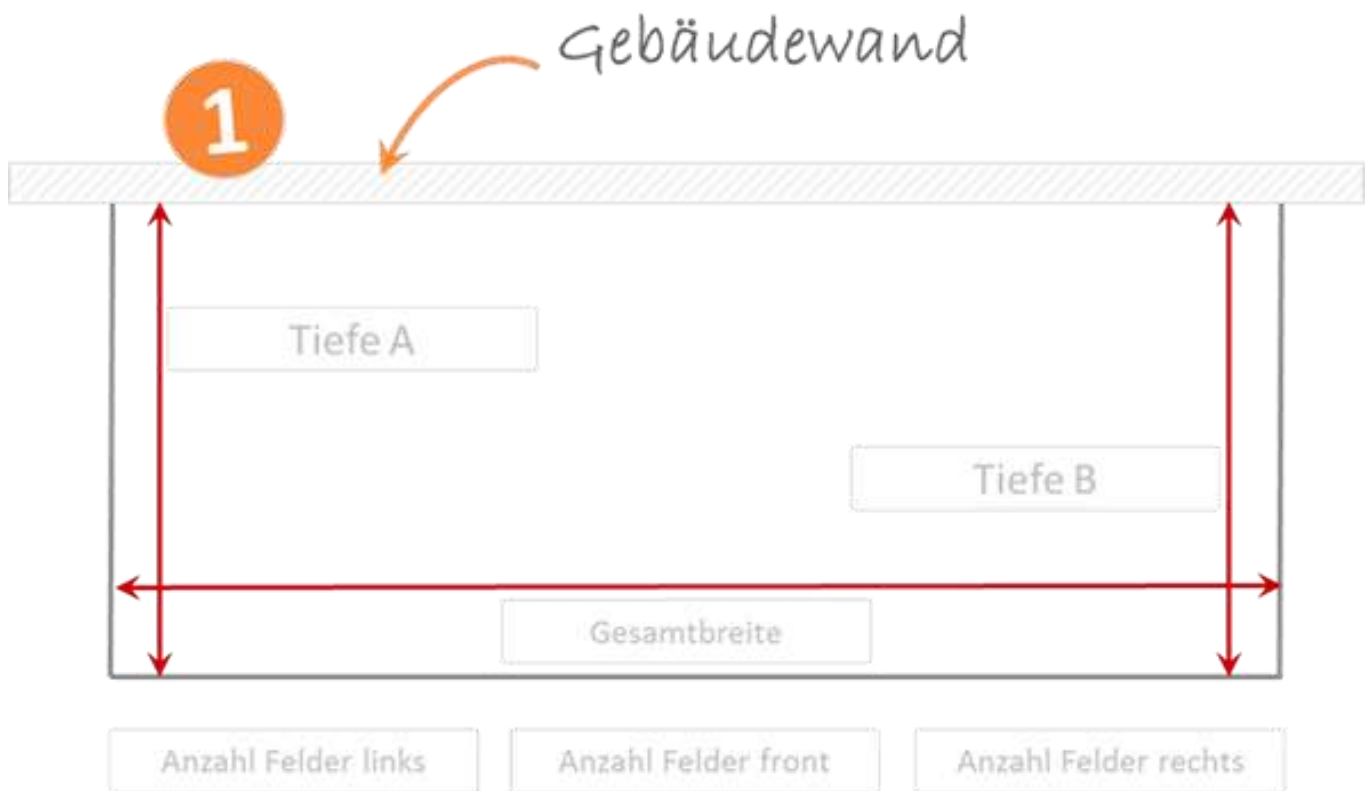 Gebäudewand
1
Tiefe A
Tiefe B
Gesamtbreite
Anzahl Felder links
Anzahl Felder front
Anzahl Felder rechts